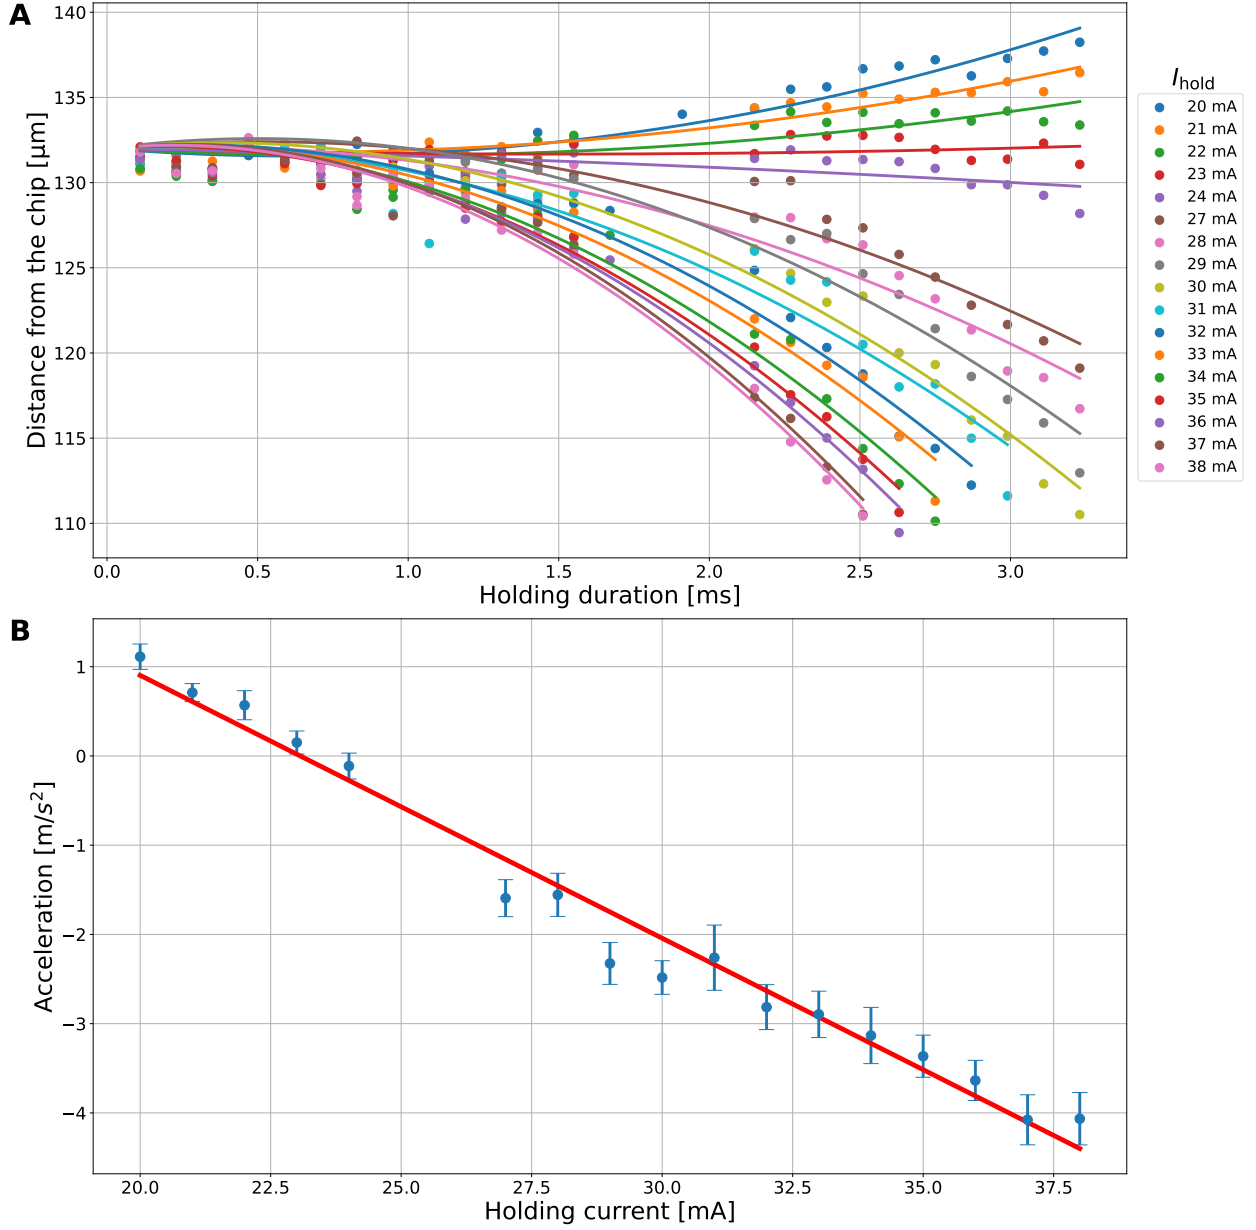 A
140
135
130
125
120
115
110
Distance from the chip [μm]
0.0 0.5 1.0 1.5 2.0 2.5 3.0
Holding duration [ms]
I_hold
20 mA
21 mA
22 mA
23 mA
24 mA
27 mA
28 mA
29 mA
30 mA
31 mA
32 mA
33 mA
34 mA
35 mA
36 mA
37 mA
38 mA
B
1
0
−1
−2
−3
−4
Acceleration [m/s²]
20.0 22.5 25.0 27.5 30.0 32.5 35.0 37.5
Holding current [mA]